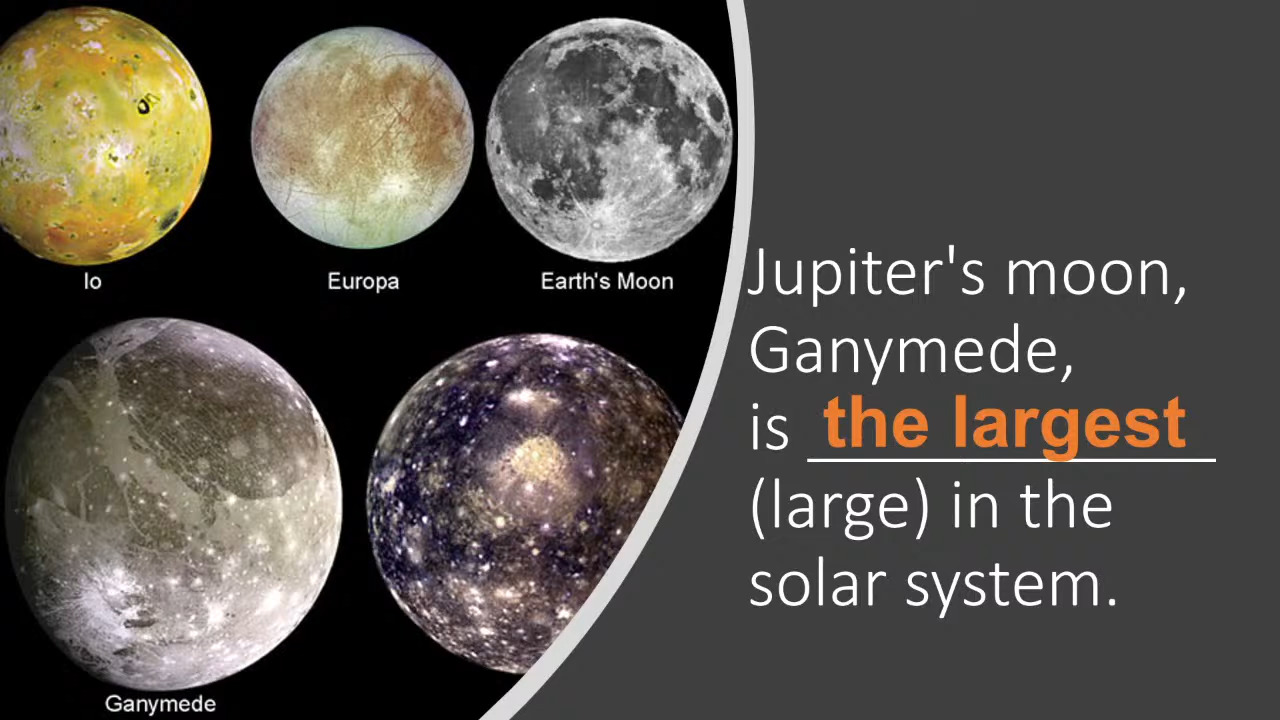 Io
Europa
Earth's Moon
Ganymede
Jupiter's moon,
Ganymede,
is the largest
(large) in the
solar system.